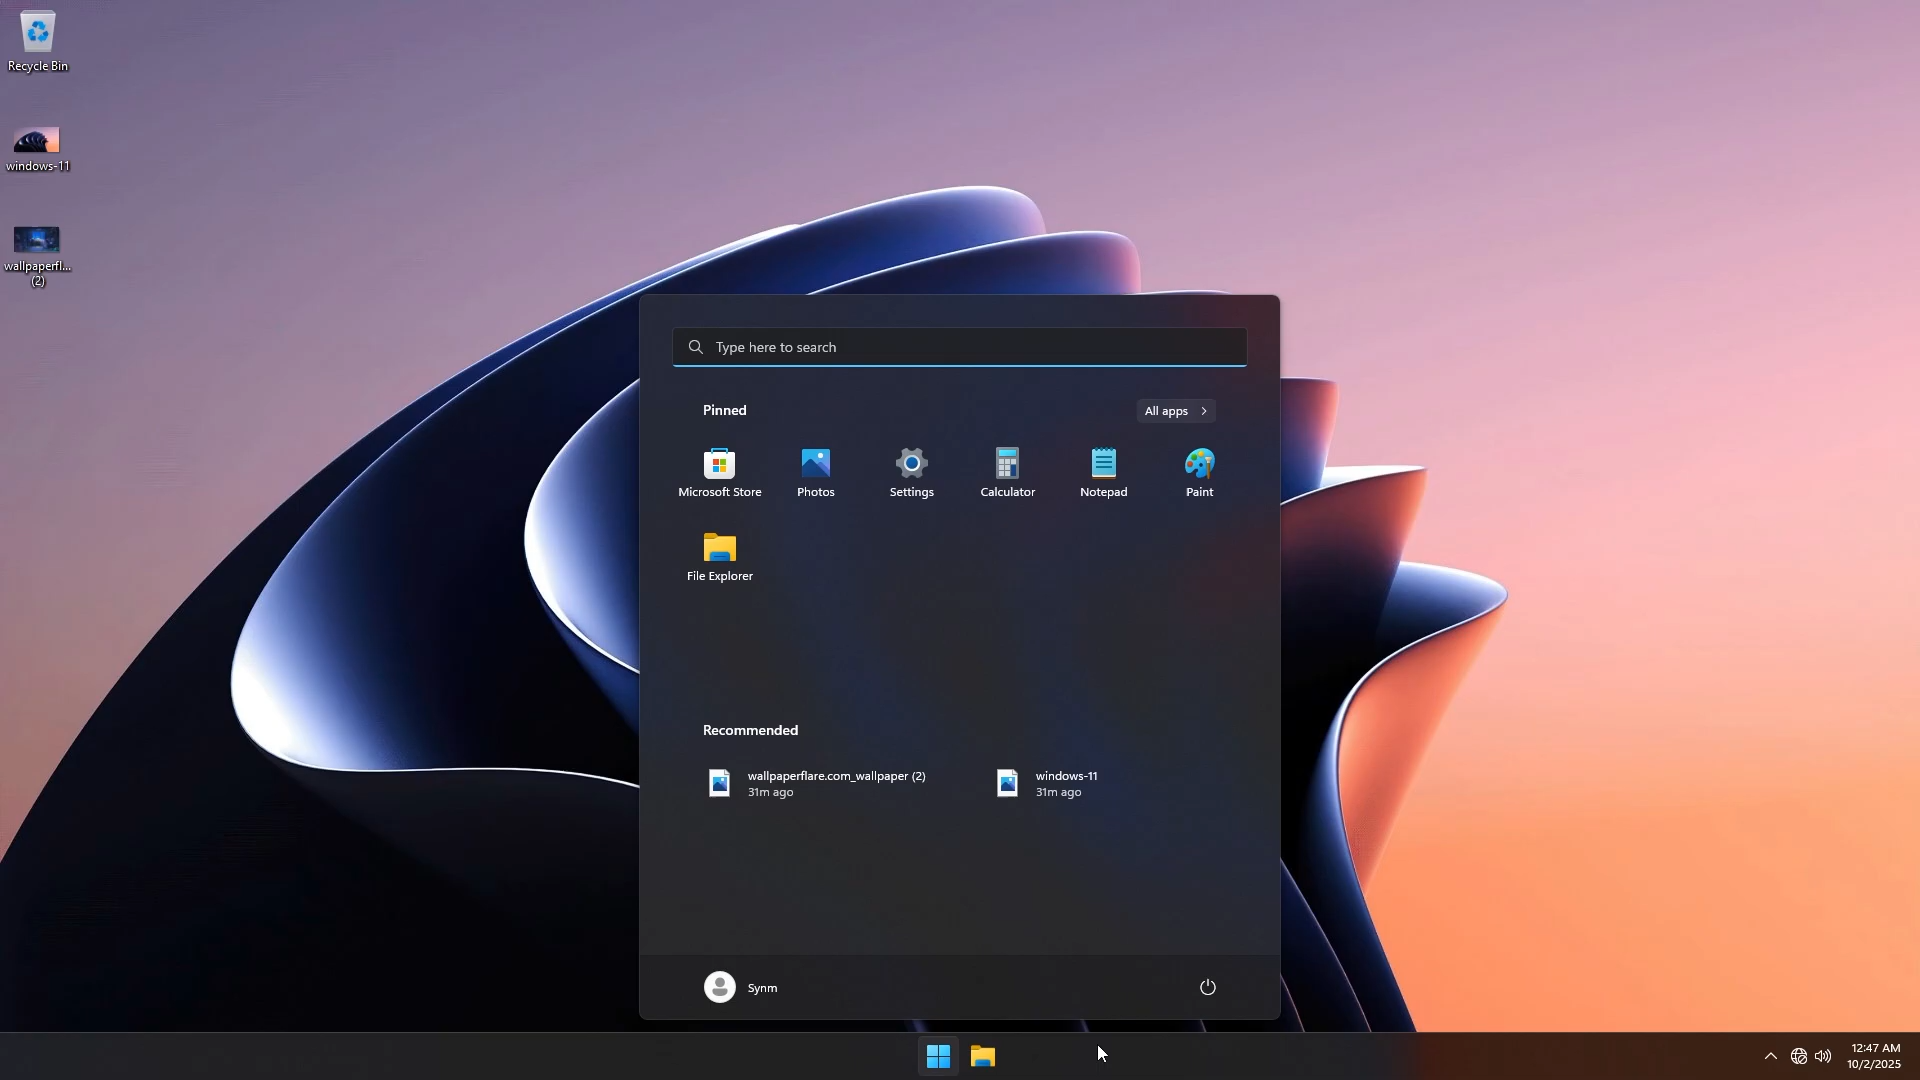 Recycle Bin
windows-11
wallpaperfl...
(2)
Type here to search
Pinned
All apps
Microsoft Store
Photos
Settings
Calculator
Notepad
Paint
File Explorer
Recommended
wallpaperflare.com_wallpaper (2)
31m ago
windows-11
31m ago
Synm
12:47 AM
10/2/2025